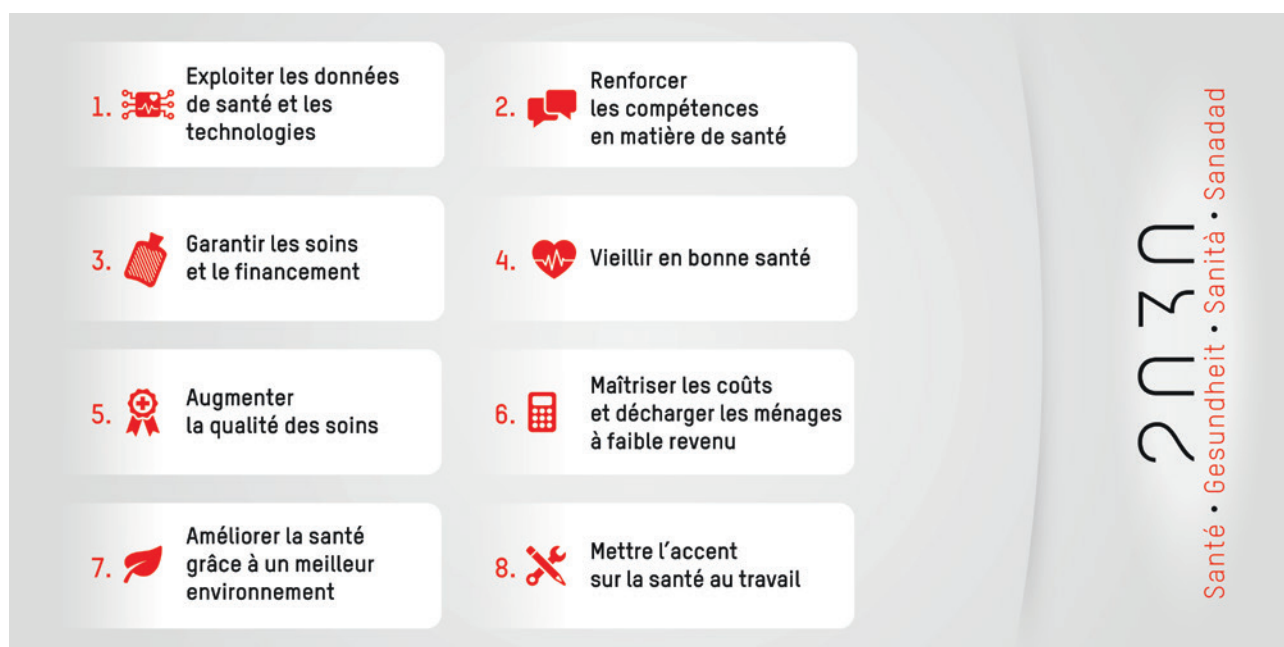 1. Exploiter les données
de santé et les
technologies
2. Renforcer
les compétences
en matière de santé
3. Garantir les soins
et le financement
4. Vieillir en bonne santé
5. Augmenter
la qualité des soins
6. Maîtriser les coûts
et décharger les ménages
à faible revenu
7. Améliorer la santé
grâce à un meilleur
environnement
8. Mettre l'accent
sur la santé au travail
2030
Santé • Gesundheit • Sanità • Sanadad